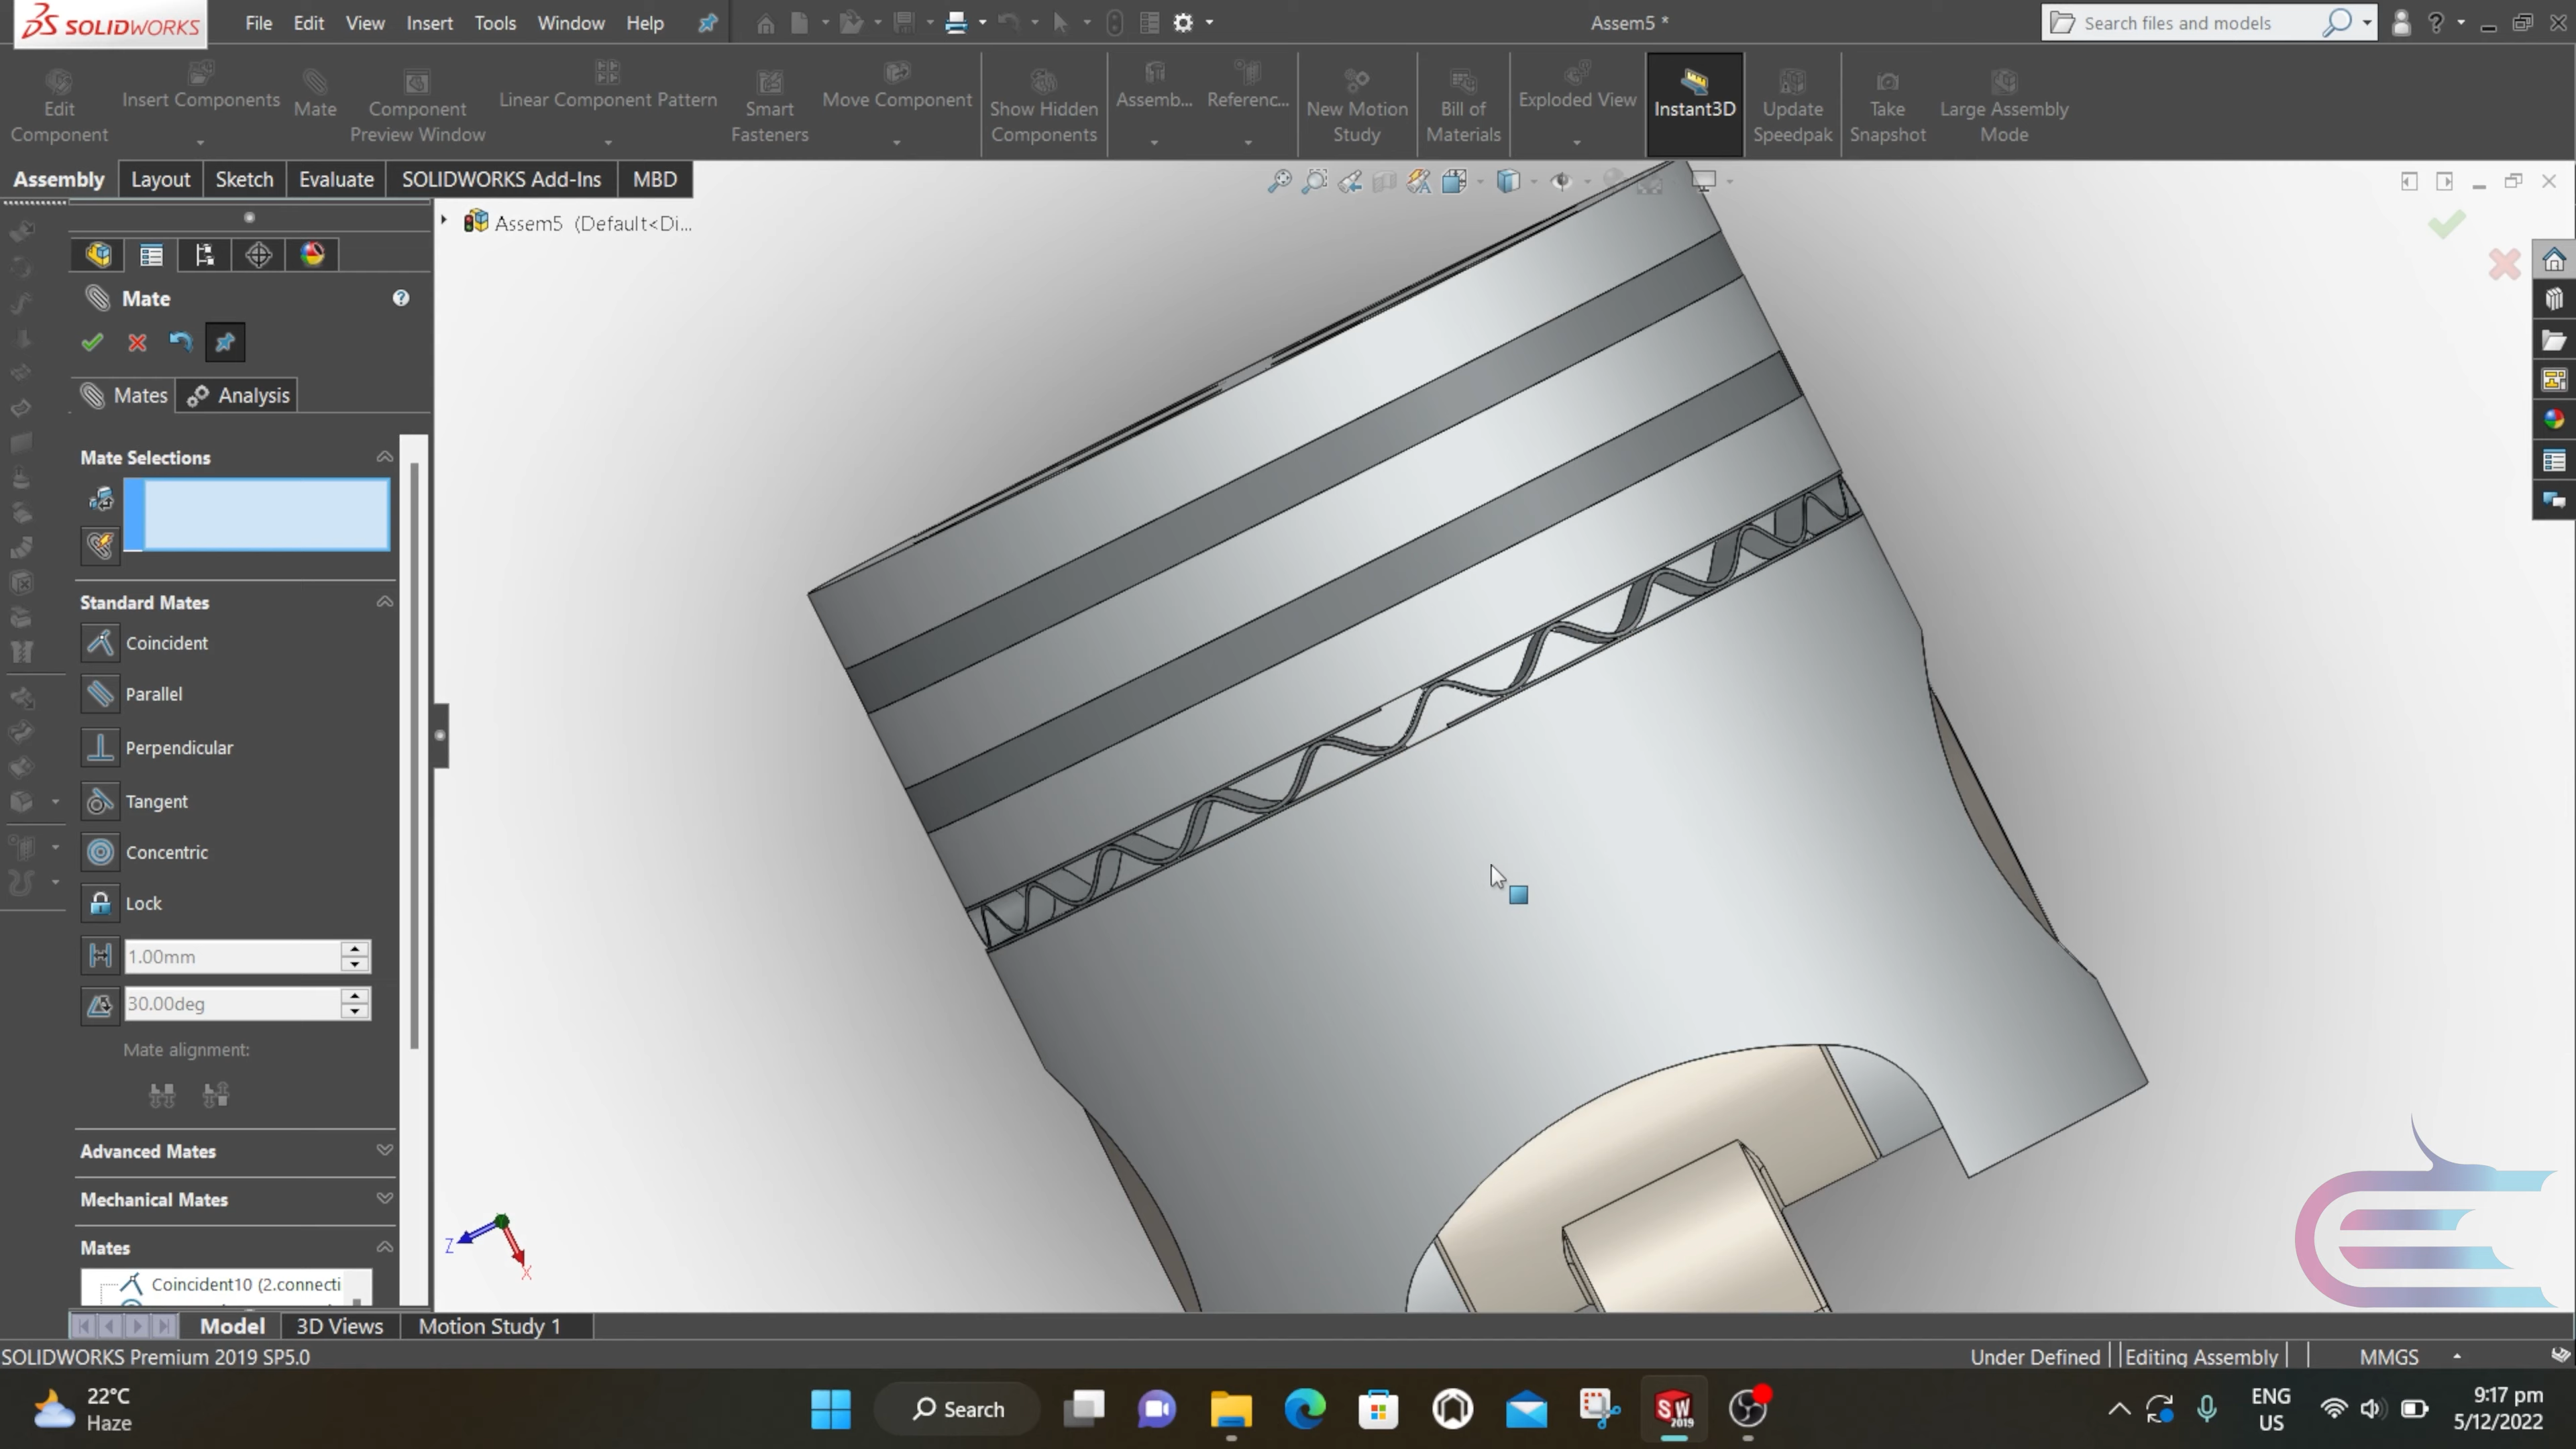 SOLIDWORKS File Edit View Insert Tools Window Help Assem5 * Search files and models
Edit Component
Insert Components
Mate
Component Preview Window
Linear Component Pattern
Smart Fasteners
Move Component
Show Hidden Components
Assemb...
Referenc...
New Motion Study
Bill of Materials
Exploded View
Instant3D
Update Speedpak
Take Snapshot
Large Assembly Mode
Assembly Layout Sketch Evaluate SOLIDWORKS Add-Ins MBD
Assem5 (Default<Di...
Mate
Mates Analysis
Mate Selections
Standard Mates
Coincident
Parallel
Perpendicular
Tangent
Concentric
Lock
1.00mm
30.00deg
Mate alignment:
Advanced Mates
Mechanical Mates
Mates
Coincident10 (2.connecti
Z
X
Model 3D Views Motion Study 1
SOLIDWORKS Premium 2019 SP5.0 Under Defined Editing Assembly MMGS
22°C
Haze
Search
SW
2019
ENG
US
9:17 pm
5/12/2022